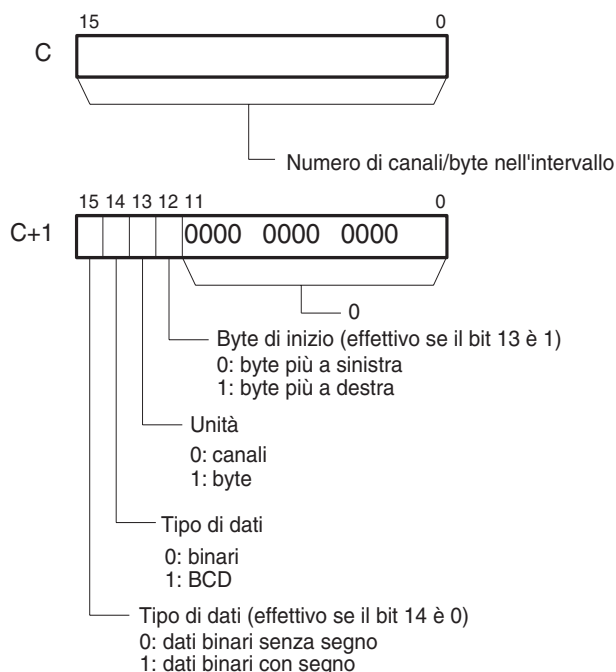 15 0
C
Numero di canali/byte nell'intervallo
15 14 13 12 11 0
C+1 0000 0000 0000
0
Byte di inizio (effettivo se il bit 13 è 1)
0: byte più a sinistra
1: byte più a destra
Unità
0: canali
1: byte
Tipo di dati
0: binari
1: BCD
Tipo di dati (effettivo se il bit 14 è 0)
0: dati binari senza segno
1: dati binari con segno